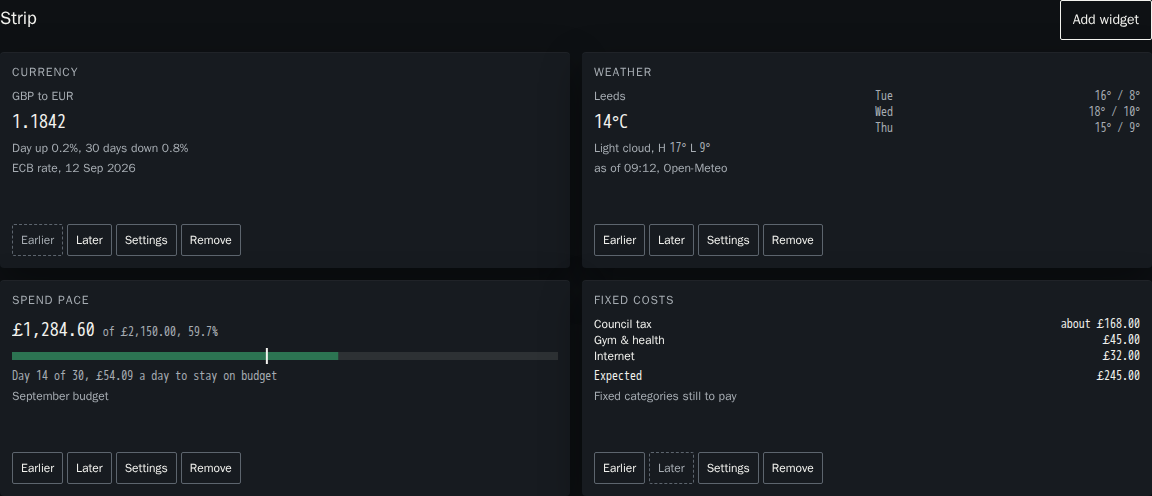 Strip
Add widget
CURRENCY
GBP to EUR
1.1842
Day up 0.2%, 30 days down 0.8%
ECB rate, 12 Sep 2026
Earlier Later Settings Remove
WEATHER
Leeds
14°C
Light cloud, H 17° L 9°
as of 09:12, Open-Meteo
Tue 16° / 8°
Wed 18° / 10°
Thu 15° / 9°
Earlier Later Settings Remove
SPEND PACE
£1,284.60 of £2,150.00, 59.7%
Day 14 of 30, £54.09 a day to stay on budget
September budget
Earlier Later Settings Remove
FIXED COSTS
Council tax about £168.00
Gym & health £45.00
Internet £32.00
Expected £245.00
Fixed categories still to pay
Earlier Later Settings Remove